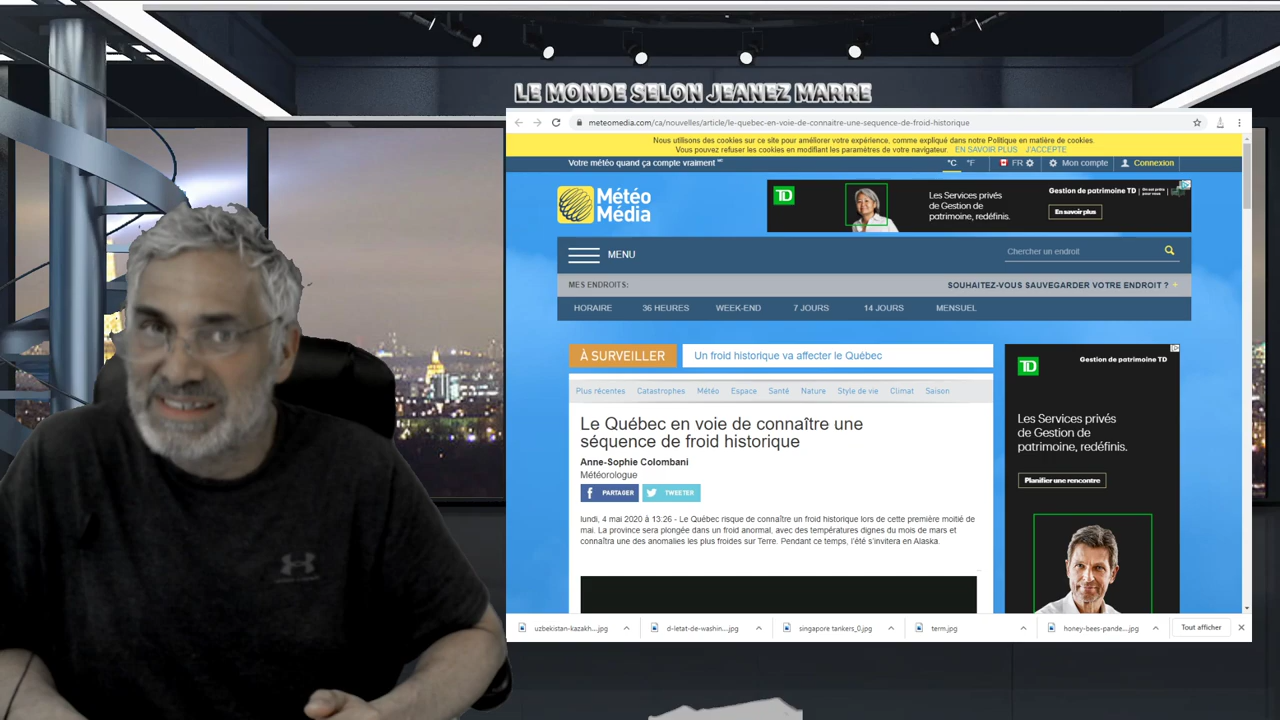 LE MONDE SELON JEANEZ MARRE
meteomedia.com/ca/nouvelles/article/le-quebec-en-voie-de-connaitre-une-sequence-de-froid-historique
Nous utilisons des cookies sur ce site pour améliorer votre expérience, comme expliqué dans notre Politique en matière de cookies.
Vous pouvez refuser les cookies en modifiant les paramètres de votre navigateur. EN SAVOIR PLUS J'ACCEPTE
Votre météo quand ça compte vraiment MC
°C °F FR Mon compte Connexion
Météo
Média
TD
Les Services privés
de Gestion de
patrimoine, redéfinis.
Gestion de patrimoine TD
En savoir plus
MENU
Chercher un endroit
MES ENDROITS:
SOUHAITEZ-VOUS SAUVEGARDER VOTRE ENDROIT ? +
HORAIRE 36 HEURES WEEK-END 7 JOURS 14 JOURS MENSUEL
À SURVEILLER Un froid historique va affecter le Québec
Plus récentes Catastrophes Météo Espace Santé Nature Style de vie Climat Saison
Le Québec en voie de connaître une
séquence de froid historique
Anne-Sophie Colombani
Météorologue
PARTAGER TWEETER
lundi, 4 mai 2020 à 13:26 - Le Québec risque de connaître un froid historique lors de cette première moitié de
mai. La province sera plongée dans un froid anormal, avec des températures dignes du mois de mars et
connaîtra une des anomalies les plus froides sur Terre. Pendant ce temps, l'été s'invitera en Alaska.
Gestion de patrimoine TD
TD
Les Services privés
de Gestion de
patrimoine, redéfinis.
Planifier une rencontre
uzbekistan-kazakh....jpg
d-letat-de-washin....jpg
singapore tankers_0.jpg
term.jpg
honey-bees-pande....jpg
Tout afficher